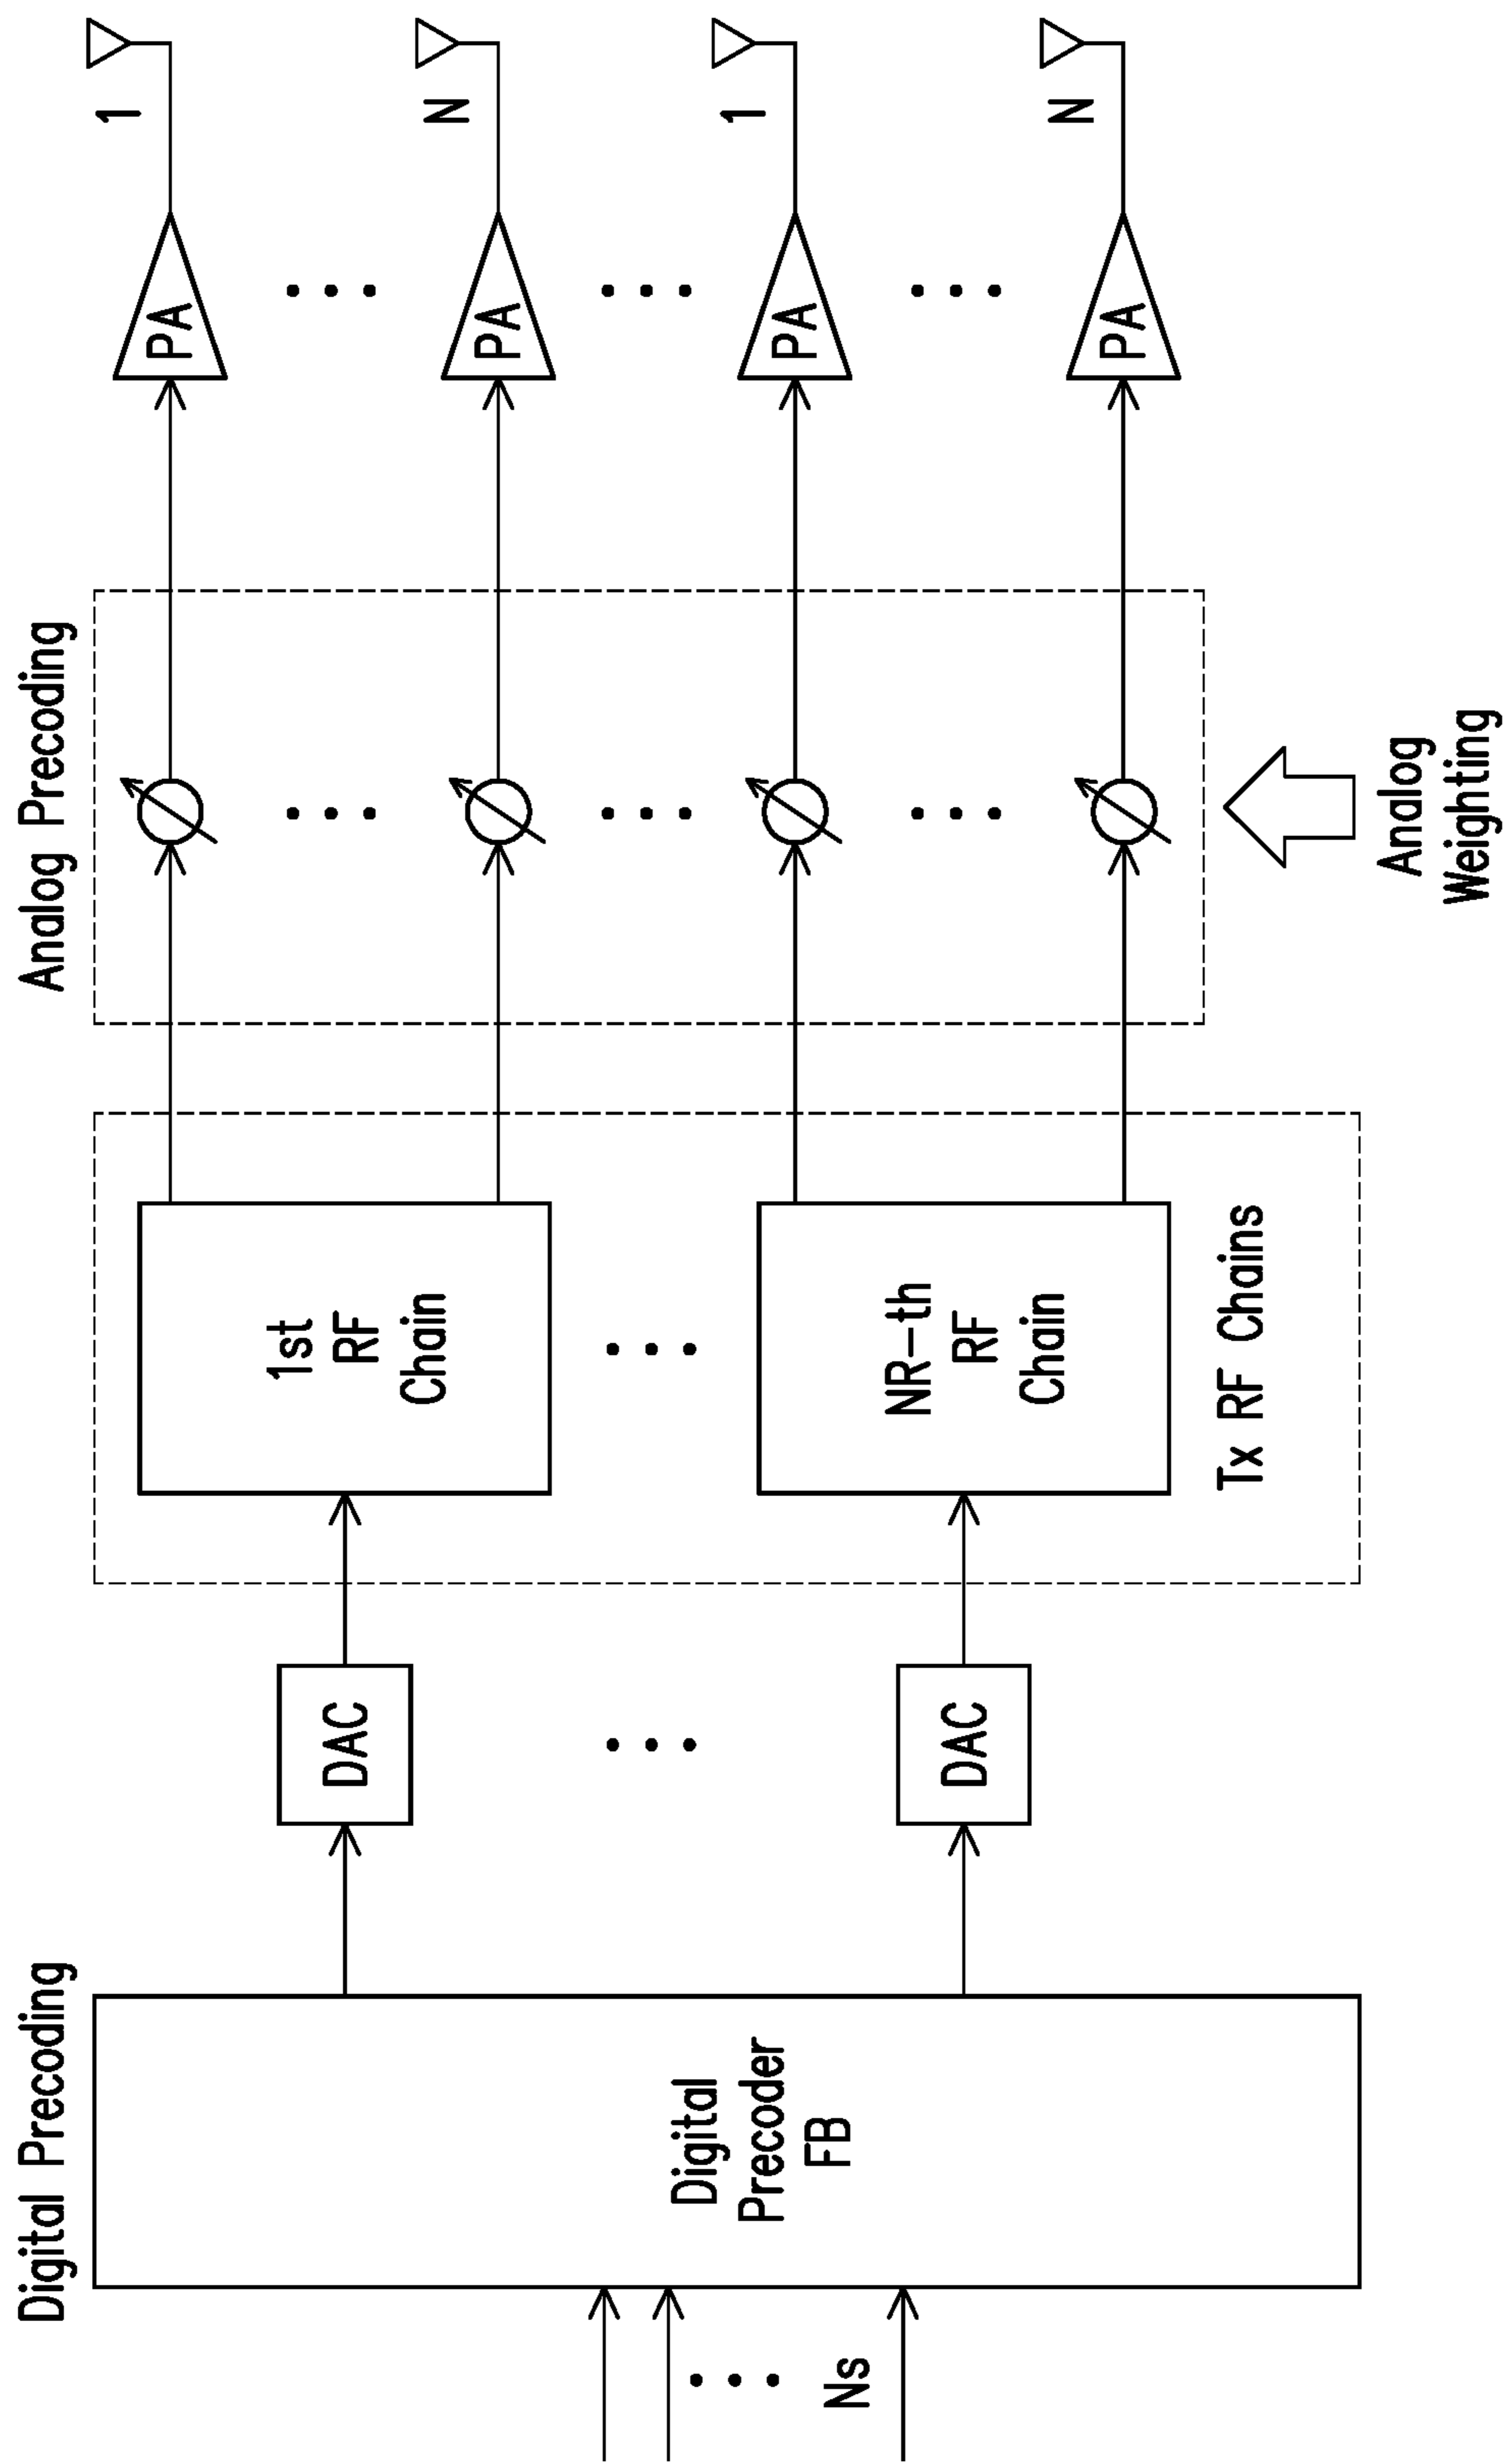 Digital Precoding
Analog Precoding
Ns
Digital
Precoder
FB
DAC
DAC
1st
RF
Chain
NR-th
RF
Chain
Tx RF Chains
Analog
Weighting
PA
PA
PA
PA
1
N
1
N